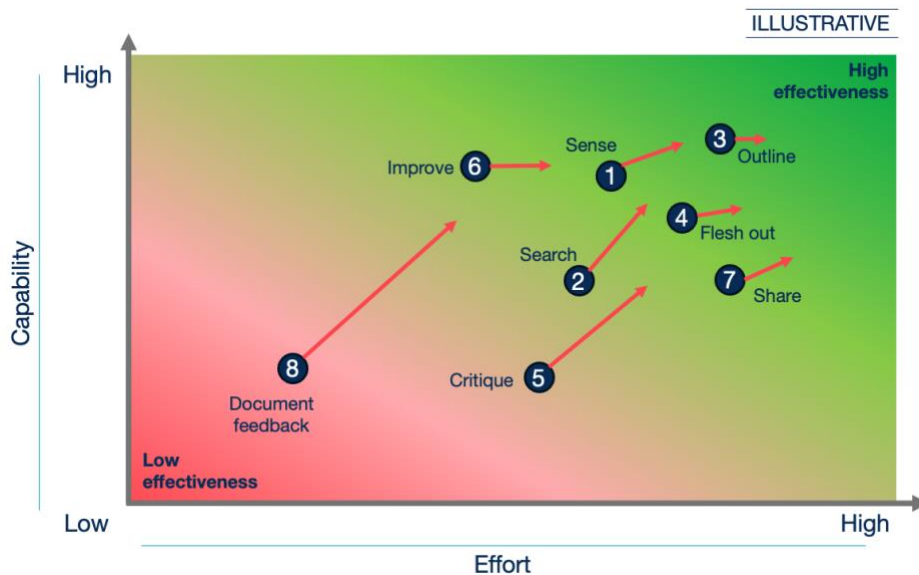 ILLUSTRATIVE
High
High
effectiveness
Sense
3
Outline
Improve
6
1
4
Flesh out
Search
2
7
Share
Capability
8
Critique
5
Document
feedback
Low
effectiveness
Low
High
Effort